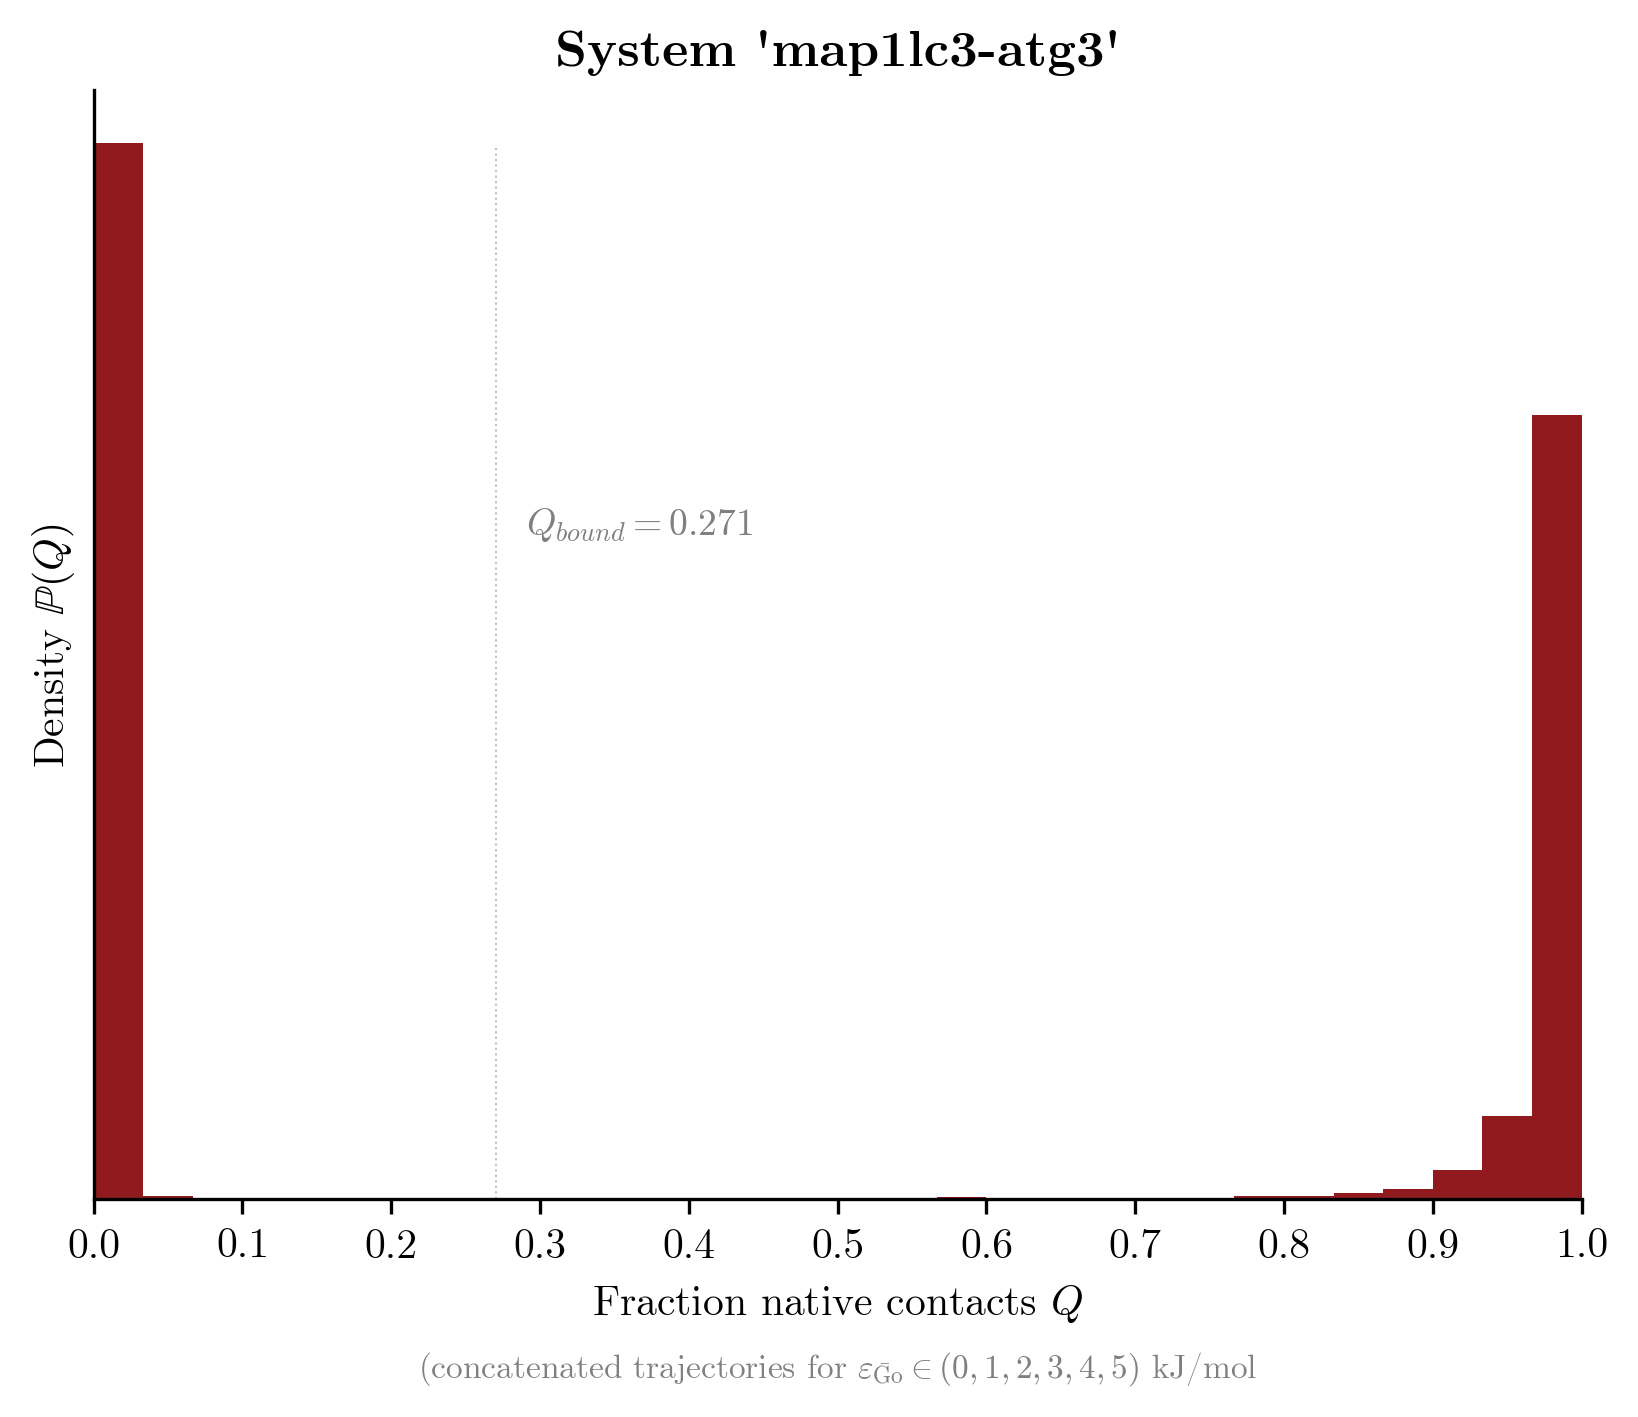 System 'map1lc3-atg3'
Density ℙ(Q)
Q_{bound} = 0.271
0.0 0.1 0.2 0.3 0.4 0.5 0.6 0.7 0.8 0.9 1.0
Fraction native contacts Q
(concatenated trajectories for ε_{Ḡo} ∈ (0, 1, 2, 3, 4, 5) kJ/mol